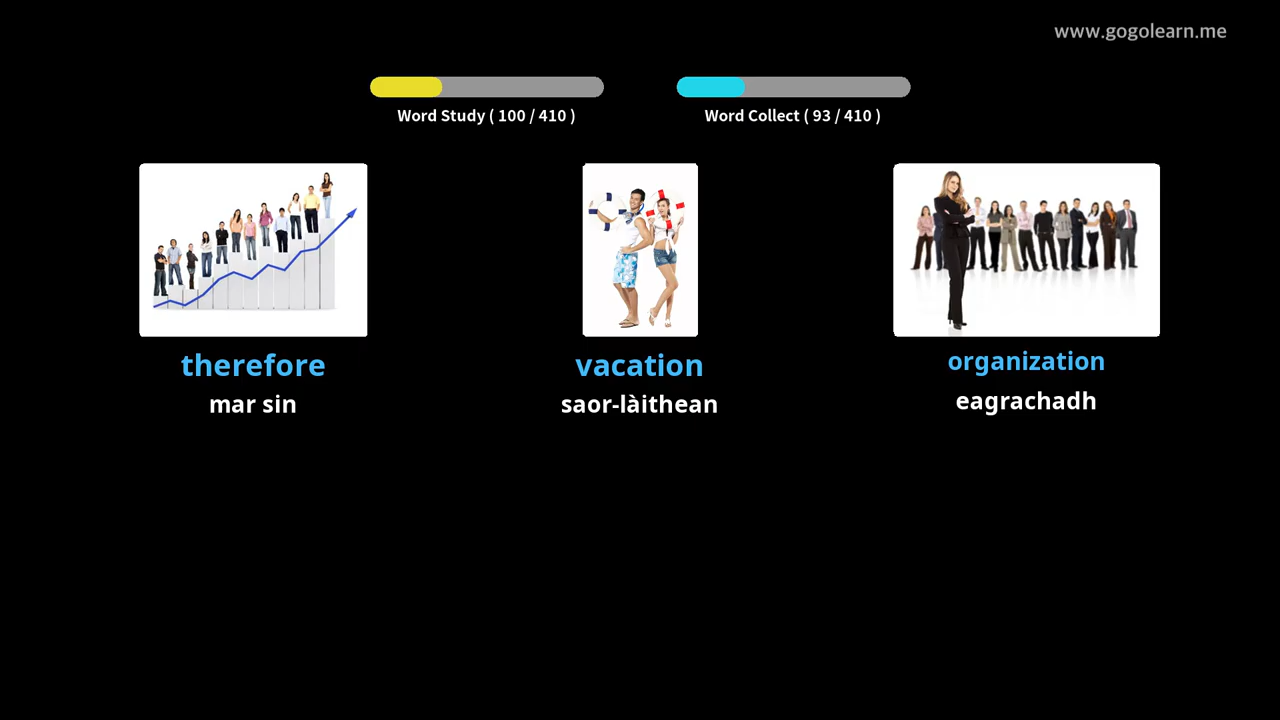 www.gogolearn.me
Word Study ( 100 / 410 )
Word Collect ( 93 / 410 )
therefore
mar sin
vacation
saor-làithean
organization
eagrachadh